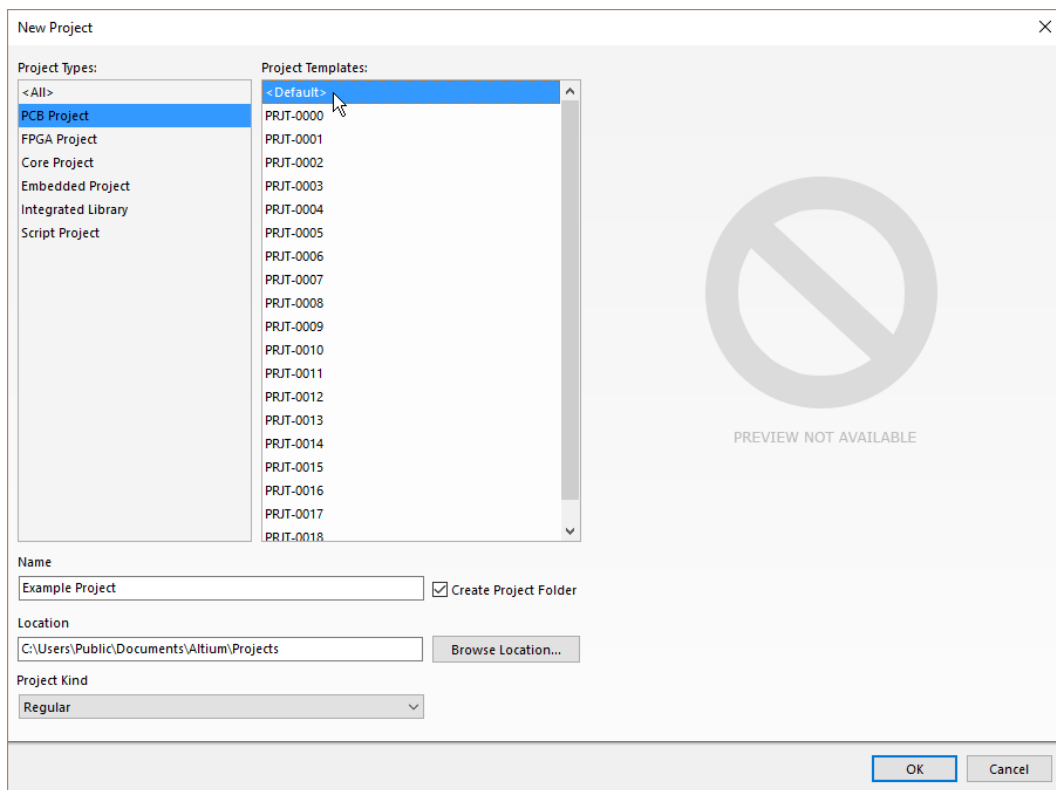 New Project
Project Types:
<All>
PCB Project
FPGA Project
Core Project
Embedded Project
Integrated Library
Script Project
Project Templates:
<Default>
PRJT-0000
PRJT-0001
PRJT-0002
PRJT-0003
PRJT-0004
PRJT-0005
PRJT-0006
PRJT-0007
PRJT-0008
PRJT-0009
PRJT-0010
PRJT-0011
PRJT-0012
PRJT-0013
PRJT-0014
PRJT-0015
PRJT-0016
PRJT-0017
PRJT-0018
PREVIEW NOT AVAILABLE
Name
Example Project
Create Project Folder
Location
C:\Users\Public\Documents\Altium\Projects
Browse Location...
Project Kind
Regular
OK Cancel